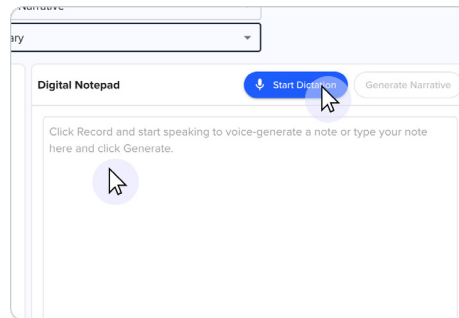 Narrative
ary
Digital Notepad
Start Dictation
Generate Narrative
Click Record and start speaking to voice-generate a note or type your note
here and click Generate.